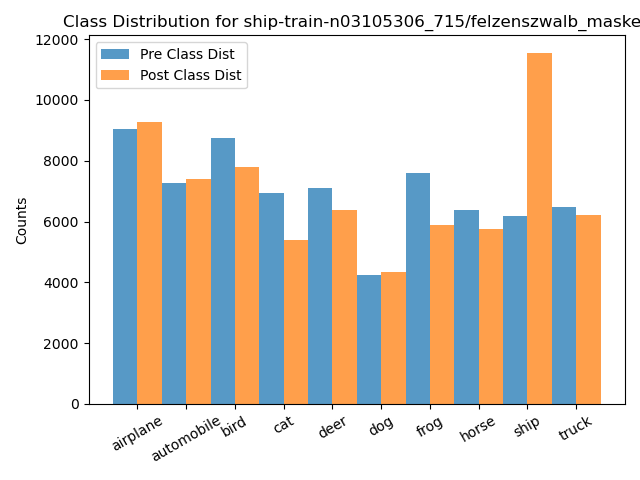 Class Distribution for ship-train-n03105306_715/felzenszwalb_maske
Pre Class Dist
Post Class Dist
12000
10000
8000
6000
4000
2000
0
Counts
airplane
automobile
bird
cat
deer
dog
frog
horse
ship
truck